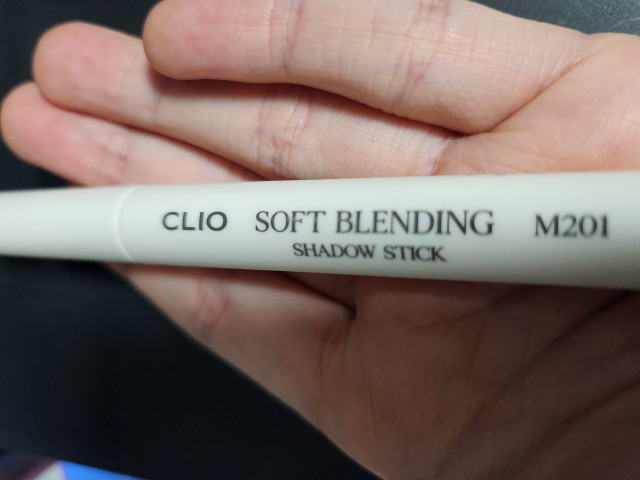 CLIO SOFT BLENDING M201
SHADOW STICK